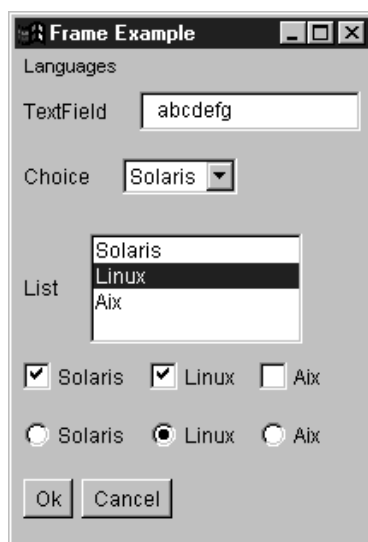 Frame Example
Languages
TextField abcdefg
Choice Solaris
Solaris
Linux
List
Aix
Solaris Linux Aix
Solaris Linux Aix
Ok Cancel